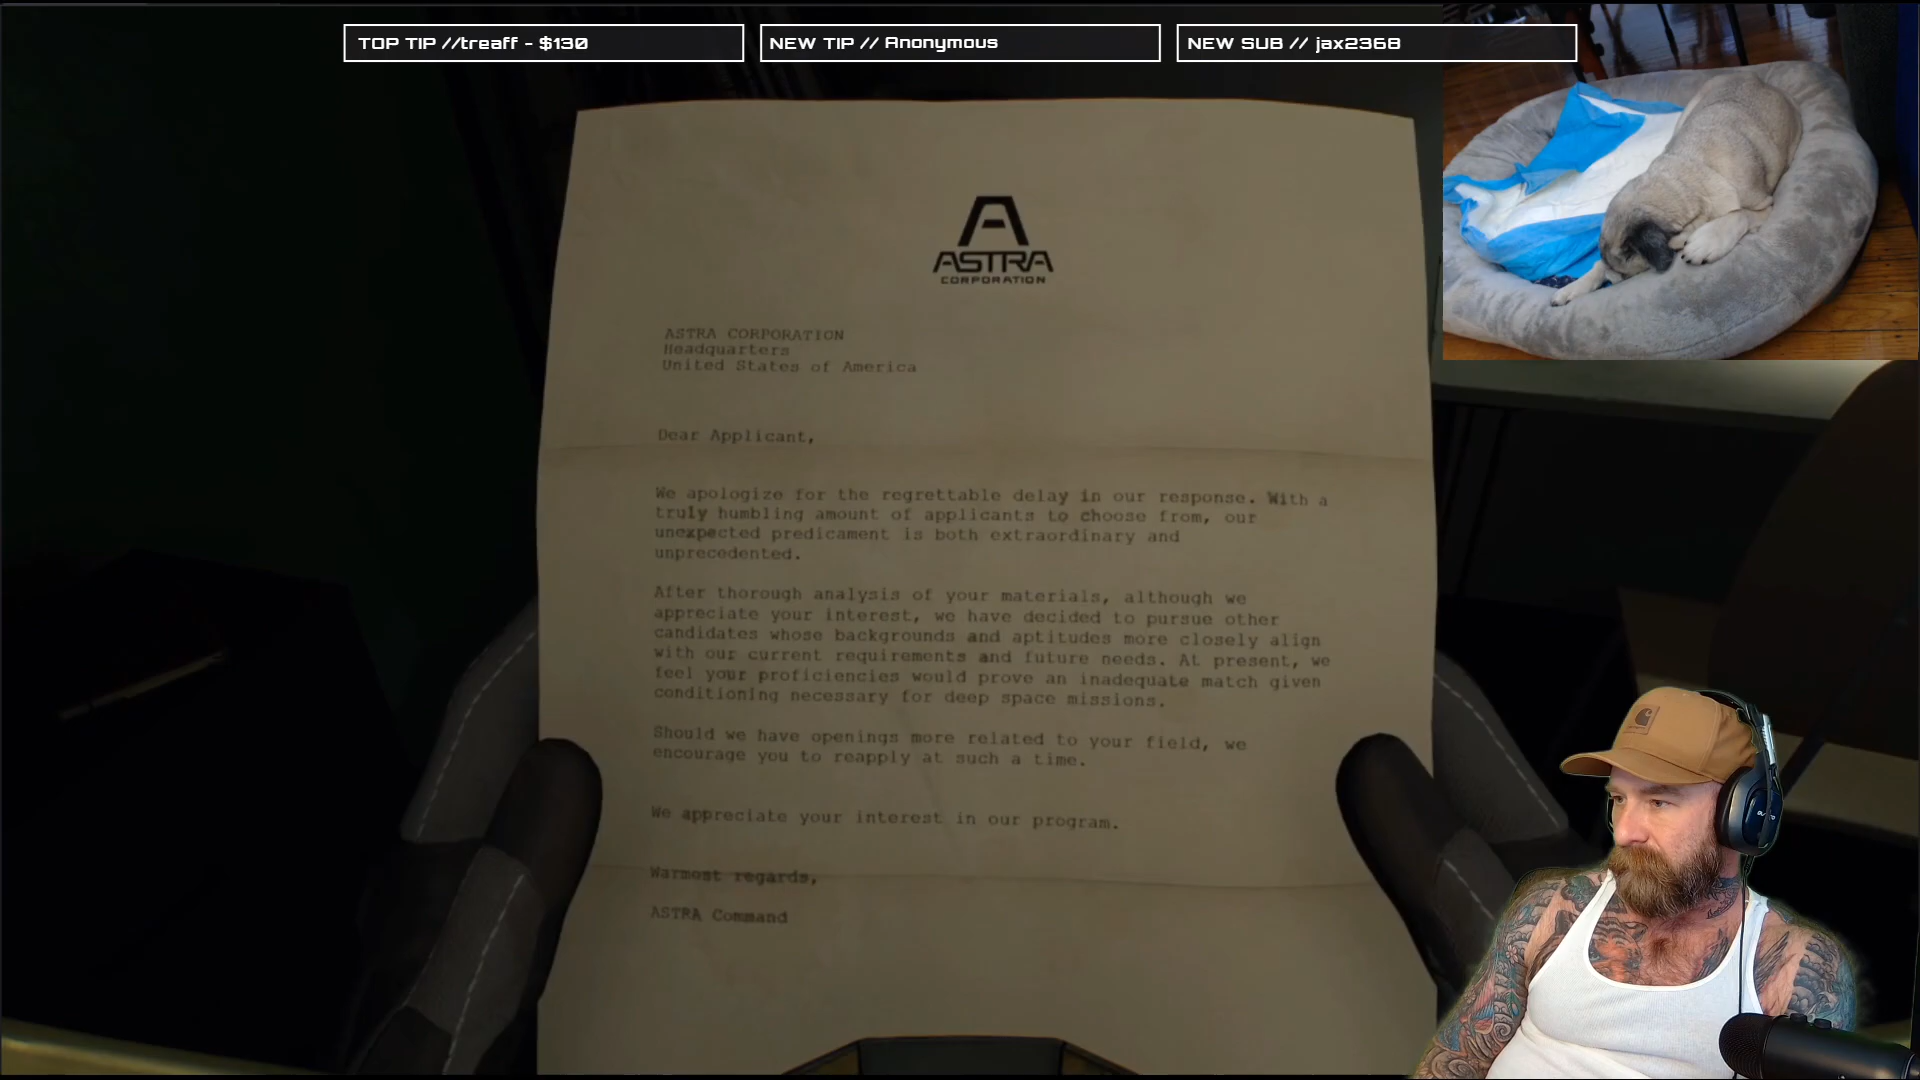 TOP TIP //treaff - $130
NEW TIP // Anonymous
NEW SUB // jax2368
A
ASTRA
CORPORATION
ASTRA CORPORATION
Headquarters
United States of America
Dear Applicant,
We apologize for the regrettable delay in our response. With a
truly humbling amount of applicants to choose from, our
unexpected predicament is both extraordinary and
unprecedented.
After thorough analysis of your materials, although we
appreciate your interest, we have decided to pursue other
candidates whose backgrounds and aptitudes more closely align
with our current requirements and future needs. At present, we
feel your proficiencies would prove an inadequate match given
conditioning necessary for deep space missions.
Should we have openings more related to your field, we
encourage you to reapply at such a time.
We appreciate your interest in our program.
Warmest regards,
ASTRA Command